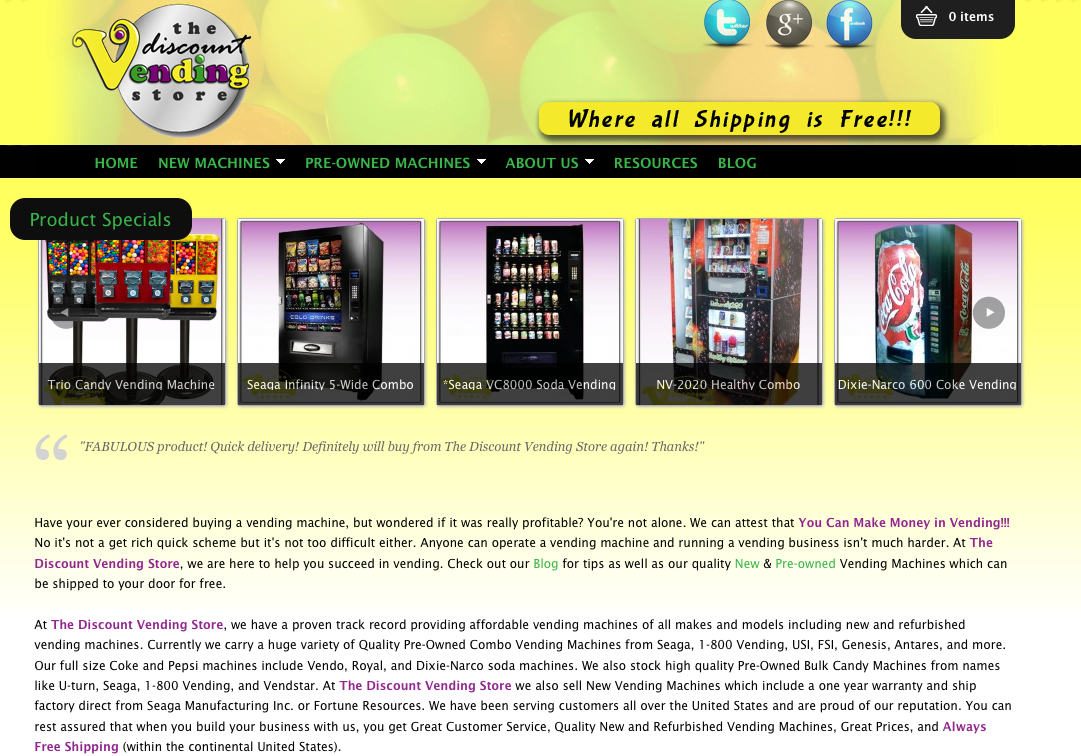 the
discount
Vending
store
0 items
Where all Shipping is Free!!!
HOME NEW MACHINES PRE-OWNED MACHINES ABOUT US RESOURCES BLOG
Product Specials
COLD DRINKS
Coca-Cola
Coca-Cola
Trio Candy Vending Machine
Seaga Infinity 5-Wide Combo
*Seaga VC8000 Soda Vending
NV-2020 Healthy Combo
Dixie-Narco 600 Coke Vending
"FABULOUS product! Quick delivery! Definitely will buy from The Discount Vending Store again! Thanks!"
Have your ever considered buying a vending machine, but wondered if it was really profitable? You're not alone. We can attest that You Can Make Money in Vending!!!
No it's not a get rich quick scheme but it's not too difficult either. Anyone can operate a vending machine and running a vending business isn't much harder. At The
Discount Vending Store, we are here to help you succeed in vending. Check out our Blog for tips as well as our quality New & Pre-owned Vending Machines which can
be shipped to your door for free.
At The Discount Vending Store, we have a proven track record providing affordable vending machines of all makes and models including new and refurbished
vending machines. Currently we carry a huge variety of Quality Pre-Owned Combo Vending Machines from Seaga, 1-800 Vending, USI, FSI, Genesis, Antares, and more.
Our full size Coke and Pepsi machines include Vendo, Royal, and Dixie-Narco soda machines. We also stock high quality Pre-Owned Bulk Candy Machines from names
like U-turn, Seaga, 1-800 Vending, and Vendstar. At The Discount Vending Store we also sell New Vending Machines which include a one year warranty and ship
factory direct from Seaga Manufacturing Inc. or Fortune Resources. We have been serving customers all over the United States and are proud of our reputation. You can
rest assured that when you build your business with us, you get Great Customer Service, Quality New and Refurbished Vending Machines, Great Prices, and Always
Free Shipping (within the continental United States).